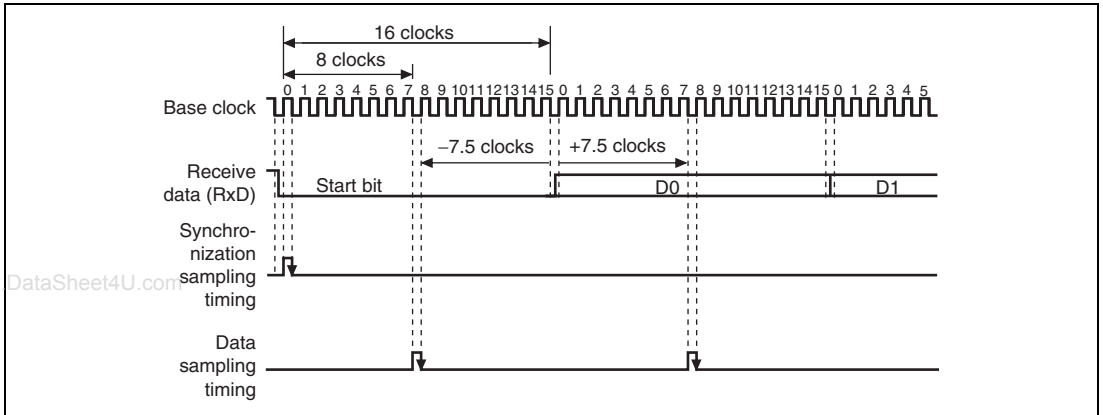 16 clocks
8 clocks
0 1 2 3 4 5 6 7 8 9 10 11 12 13 14 15 0 1 2 3 4 5 6 7 8 9 10 11 12 13 14 15 0 1 2 3 4 5
Base clock
−7.5 clocks +7.5 clocks
Receive
data (RxD)
Start bit D0 D1
Synchro-
nization
sampling
timing
DataSheet4U.com
Data
sampling
timing